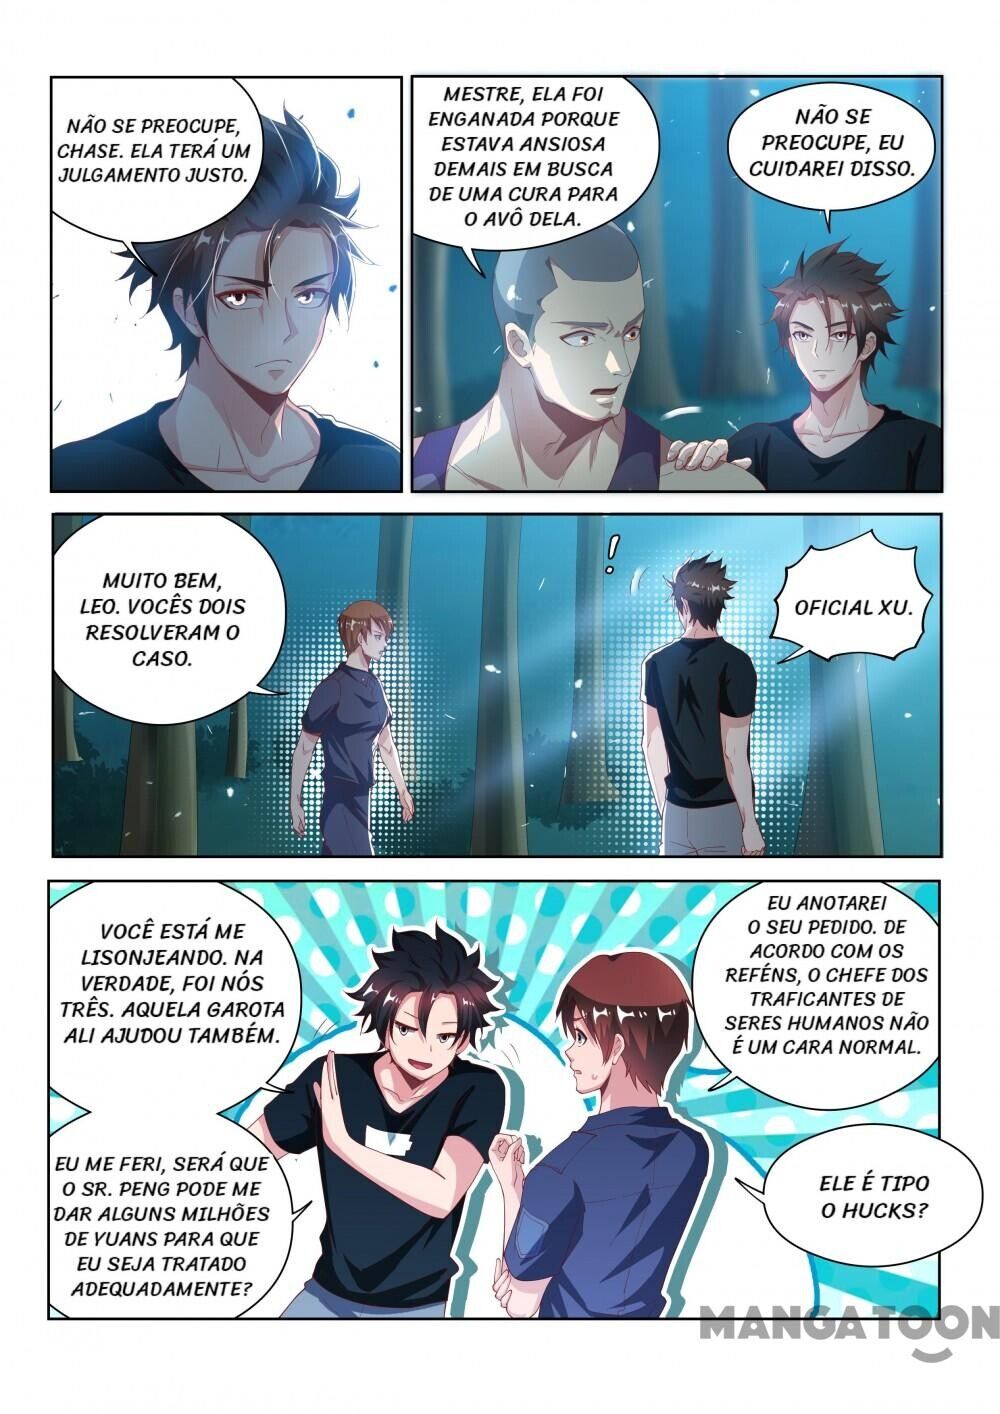 NÃO SE PREOCUPE,
CHASE. ELA TERÁ UM
JULGAMENTO JUSTO.
MESTRE, ELA FOI
ENGANADA PORQUE
ESTAVA ANSIOSA
DEMAIS EM BUSCA
DE UMA CURA PARA
O AVÔ DELA.
NÃO SE
PREOCUPE, EU
CUIDAREI DISSO.
MUITO BEM,
LEO. VOCÊS DOIS
RESOLVERAM O
CASO.
!
OFICIAL XU.
VOCÊ ESTÁ ME
LISONJEANDO. NA
VERDADE, FOI NÓS
TRÊS. AQUELA GAROTA
ALI AJUDOU TAMBÉM.
EU ME FERI, SERÁ QUE
O SR. PENG PODE ME
DAR ALGUNS MILHÕES
DE YUANS PARA QUE
EU SEJA TRATADO
ADEQUADAMENTE?
EU ANOTAREI
O SEU PEDIDO. DE
ACORDO COM OS
REFÉNS, O CHEFE DOS
TRAFICANTES DE
SERES HUMANOS NÃO
É UM CARA NORMAL.
ELE É TIPO
O HUCKS?
MANGATOON